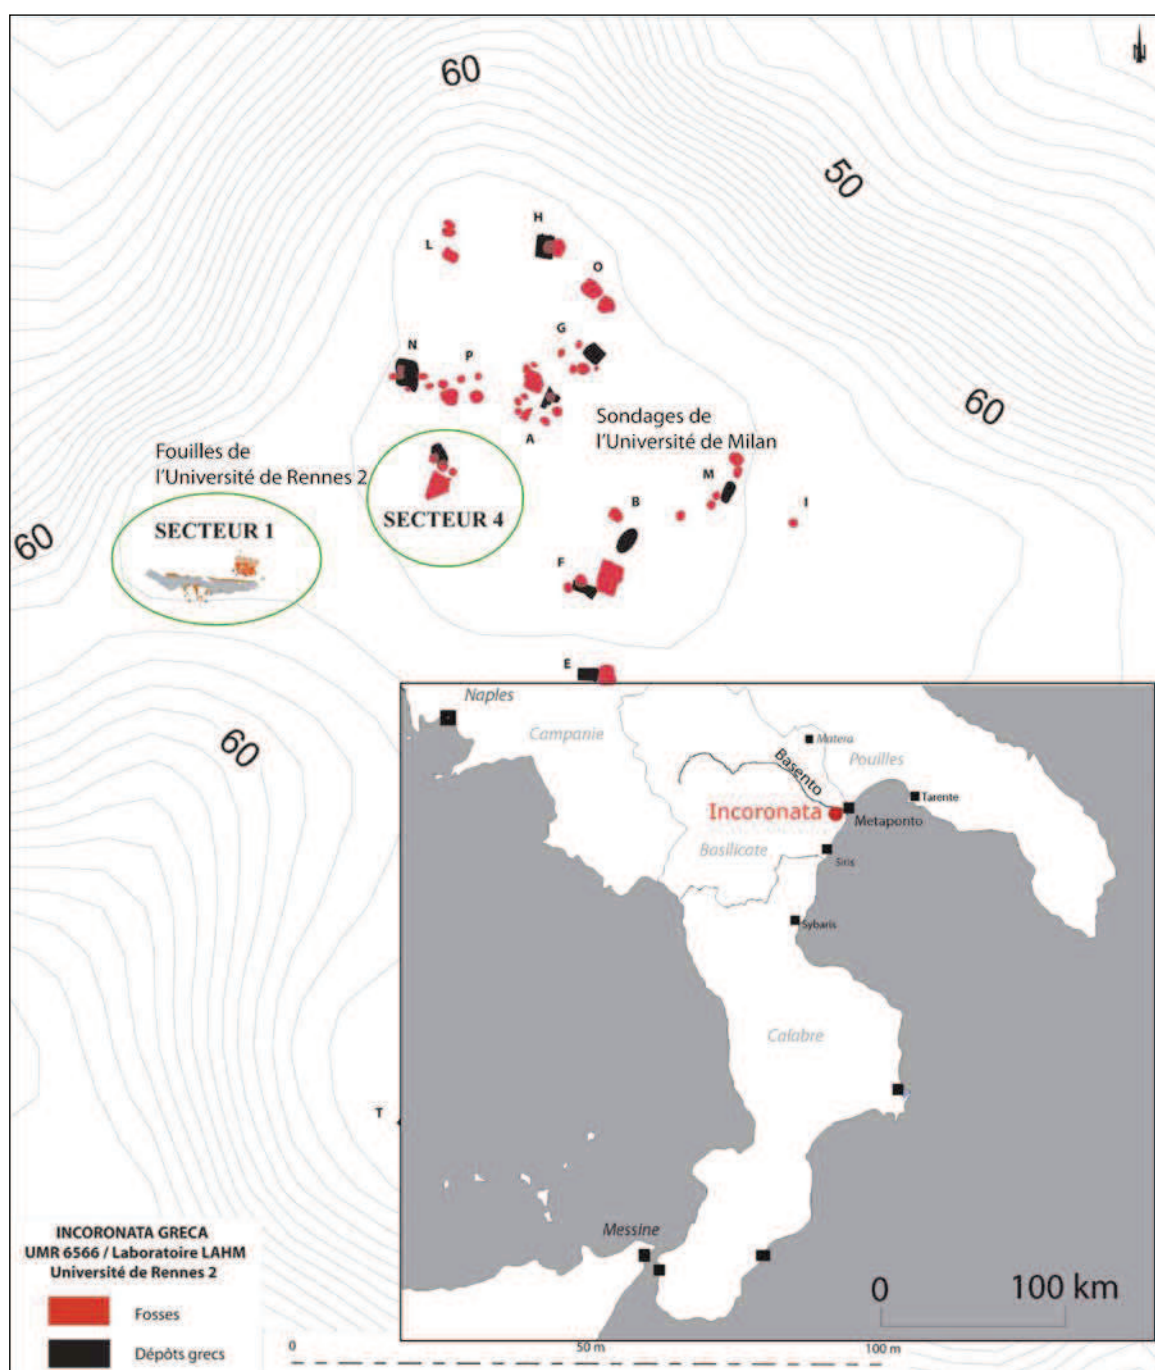 N
60
50
H
L
O
G
N
P
60
A
Sondages de
l'Université de Milan
Fouilles de
l'Université de Rennes 2
M
I
B
SECTEUR 4
SECTEUR 1
60
F
E
60
Naples
Campanie
Matera
Pouilles
Basento
Tarente
Incoronata
Metaponto
Basilicate
Siris
Sybaris
Calabre
T
Messine
INCORONATA GRECA
UMR 6566 / Laboratoire LAHM
Université de Rennes 2
Fosses
Dépôts grecs
0
100 km
0
50 m
100 m